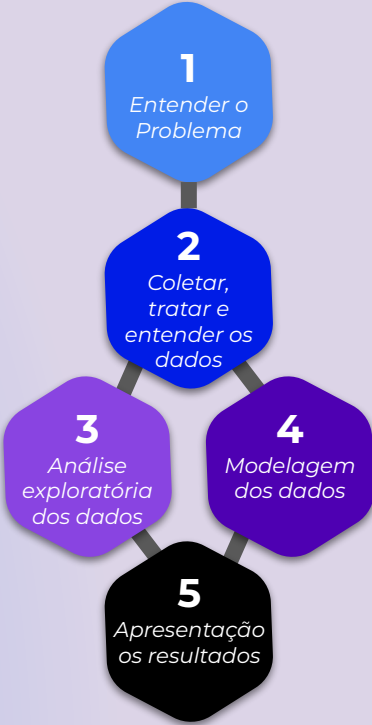 1
Entender o
Problema
2
Coletar,
tratar e
entender os
dados
3
Análise
exploratória
dos dados
4
Modelagem
dos dados
5
Apresentação
os resultados